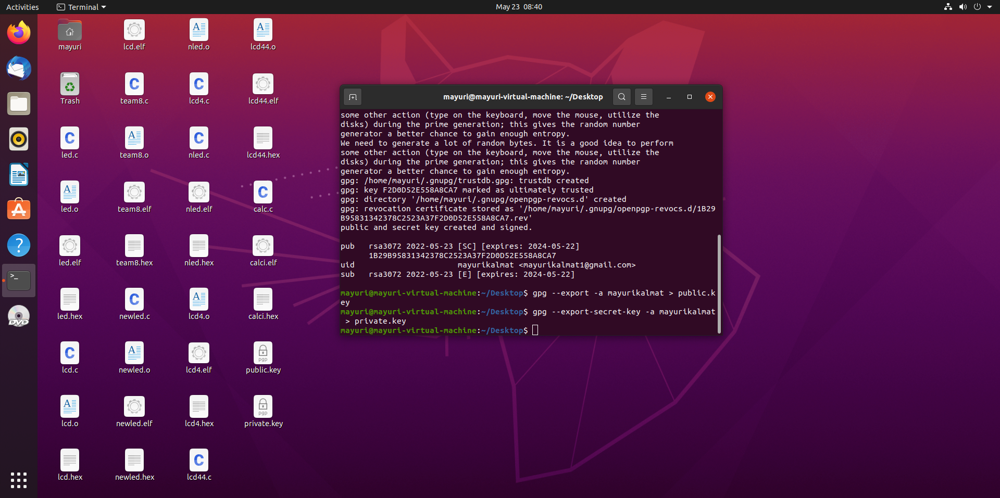 Activities
Terminal
May 23 08:40
mayuri
lcd.elf
nled.o
lcd44.o
Trash
team8.c
lcd4.c
lcd44.elf
led.c
team8.o
nled.c
lcd44.hex
led.o
team8.elf
nled.elf
calc.c
led.elf
team8.hex
nled.hex
calci.elf
led.hex
newled.c
lcd4.o
calci.hex
lcd.c
newled.o
lcd4.elf
pgp
public.key
lcd.o
newled.elf
lcd4.hex
pgp
private.key
lcd.hex
newled.hex
lcd44.c
DVD
mayuri@mayuri-virtual-machine: ~/Desktop
some other action (type on the keyboard, move the mouse, utilize the
disks) during the prime generation; this gives the random number
generator a better chance to gain enough entropy.
We need to generate a lot of random bytes. It is a good idea to perform
some other action (type on the keyboard, move the mouse, utilize the
disks) during the prime generation; this gives the random number
generator a better chance to gain enough entropy.
gpg: /home/mayuri/.gnupg/trustdb.gpg: trustdb created
gpg: key F2D0D52E558A8CA7 marked as ultimately trusted
gpg: directory '/home/mayuri/.gnupg/openpgp-revocs.d' created
gpg: revocation certificate stored as '/home/mayuri/.gnupg/openpgp-revocs.d/1B29
B95831342378C2523A37F2D0D52E558A8CA7.rev'
public and secret key created and signed.
pub   rsa3072 2022-05-23 [SC] [expires: 2024-05-22]
      1B29B95831342378C2523A37F2D0D52E558A8CA7
uid                      mayurikalmat <mayurikalmat1@gmail.com>
sub   rsa3072 2022-05-23 [E] [expires: 2024-05-22]
mayuri@mayuri-virtual-machine:~/Desktop$ gpg --export -a mayurikalmat > public.k
ey
mayuri@mayuri-virtual-machine:~/Desktop$ gpg --export-secret-key -a mayurikalmat
 > private.key
mayuri@mayuri-virtual-machine:~/Desktop$